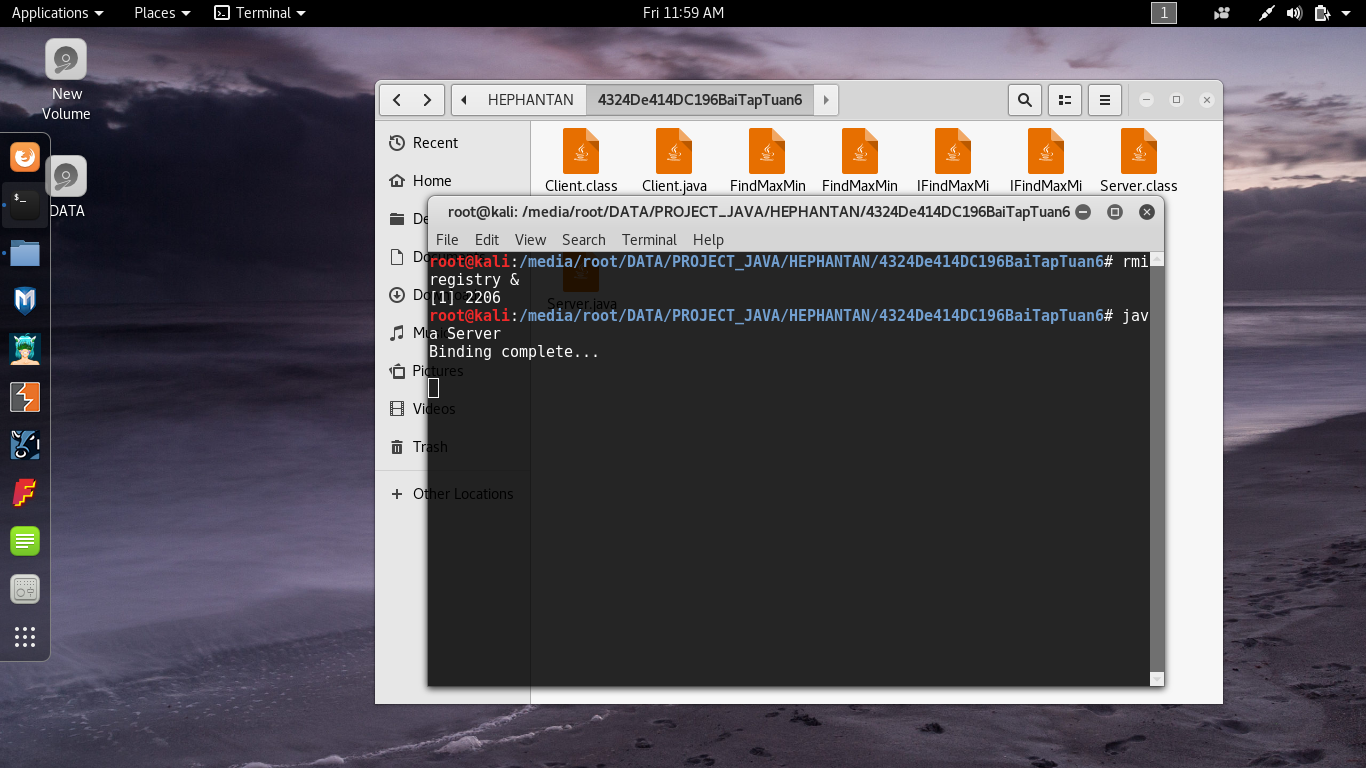 Applications Places Terminal Fri 11:59 AM 1
New
Volume
DATA
HEPHANTAN 4324De414DC196BaiTapTuan6
Recent
Home
De
Do
Do
Mu
Pictures
Videos
Trash
Other Locations
Client.class Client.java FindMaxMin FindMaxMin IFindMaxMi IFindMaxMi Server.class
Server.java
root@kali: /media/root/DATA/PROJECT_JAVA/HEPHANTAN/4324De414DC196BaiTapTuan6
File Edit View Search Terminal Help
root@kali:/media/root/DATA/PROJECT_JAVA/HEPHANTAN/4324De414DC196BaiTapTuan6# rmi
registry &
[1] 2206
root@kali:/media/root/DATA/PROJECT_JAVA/HEPHANTAN/4324De414DC196BaiTapTuan6# jav
a Server
Binding complete...